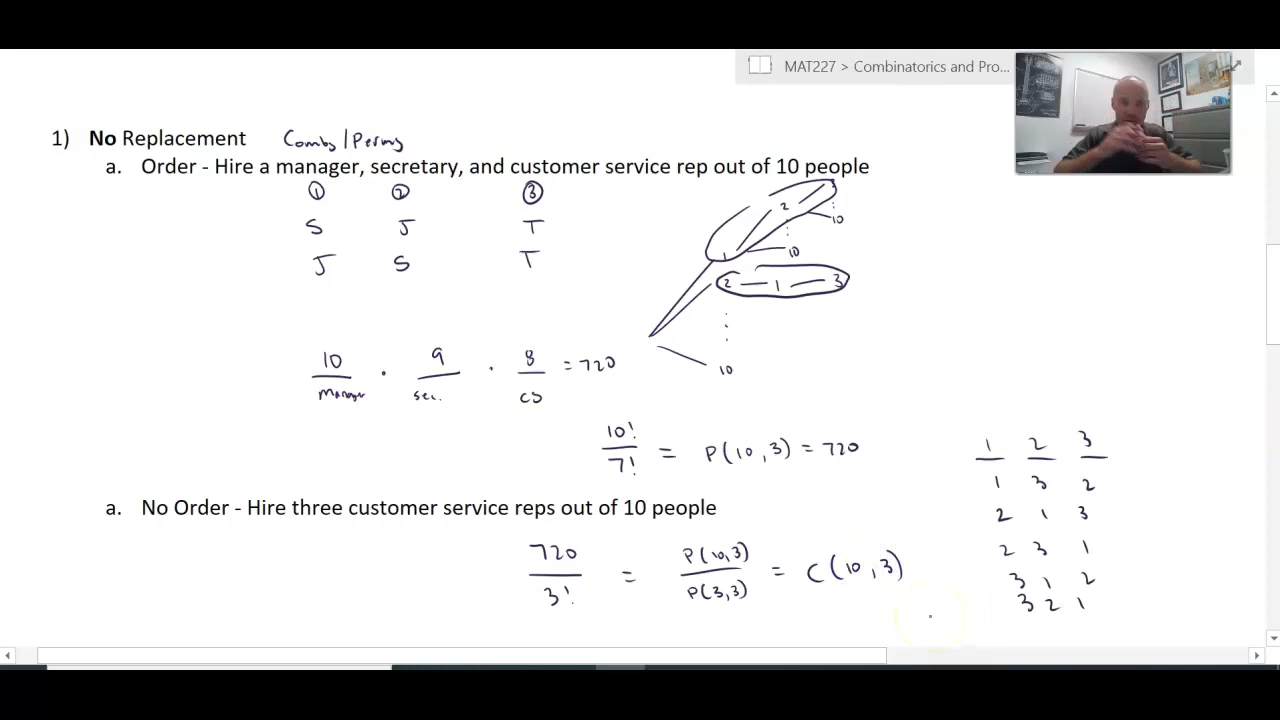 MAT227 > Combinatorics and Pro...
1) No Replacement Combs/Perms
a. Order - Hire a manager, secretary, and customer service rep out of 10 people
① ② ③
S J T
J S T
1 2 3
10 10
2 — 1 — 3
10
10 · 9 · 8 = 720
manager sec. CS
10!/7! = P(10,3) = 720
a. No Order - Hire three customer service reps out of 10 people
720/3! = P(10,3)/P(3,3) = C(10,3)
1 2 3
1 3 2
2 1 3
2 3 1
3 1 2
3 2 1